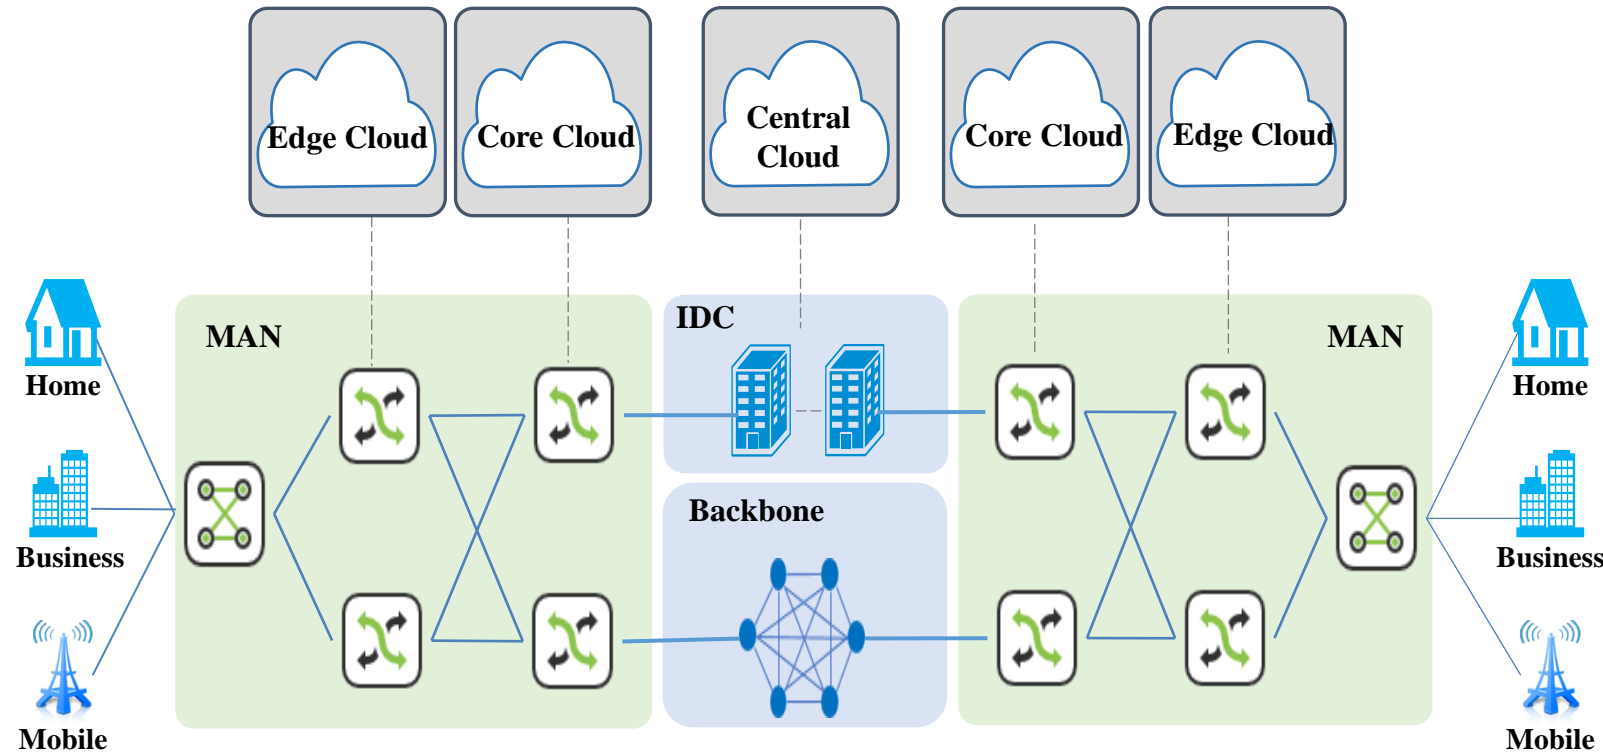 Edge Cloud
Core Cloud
Central
Cloud
Core Cloud
Edge Cloud
MAN
IDC
MAN
Home
Home
Backbone
Business
Business
Mobile
Mobile